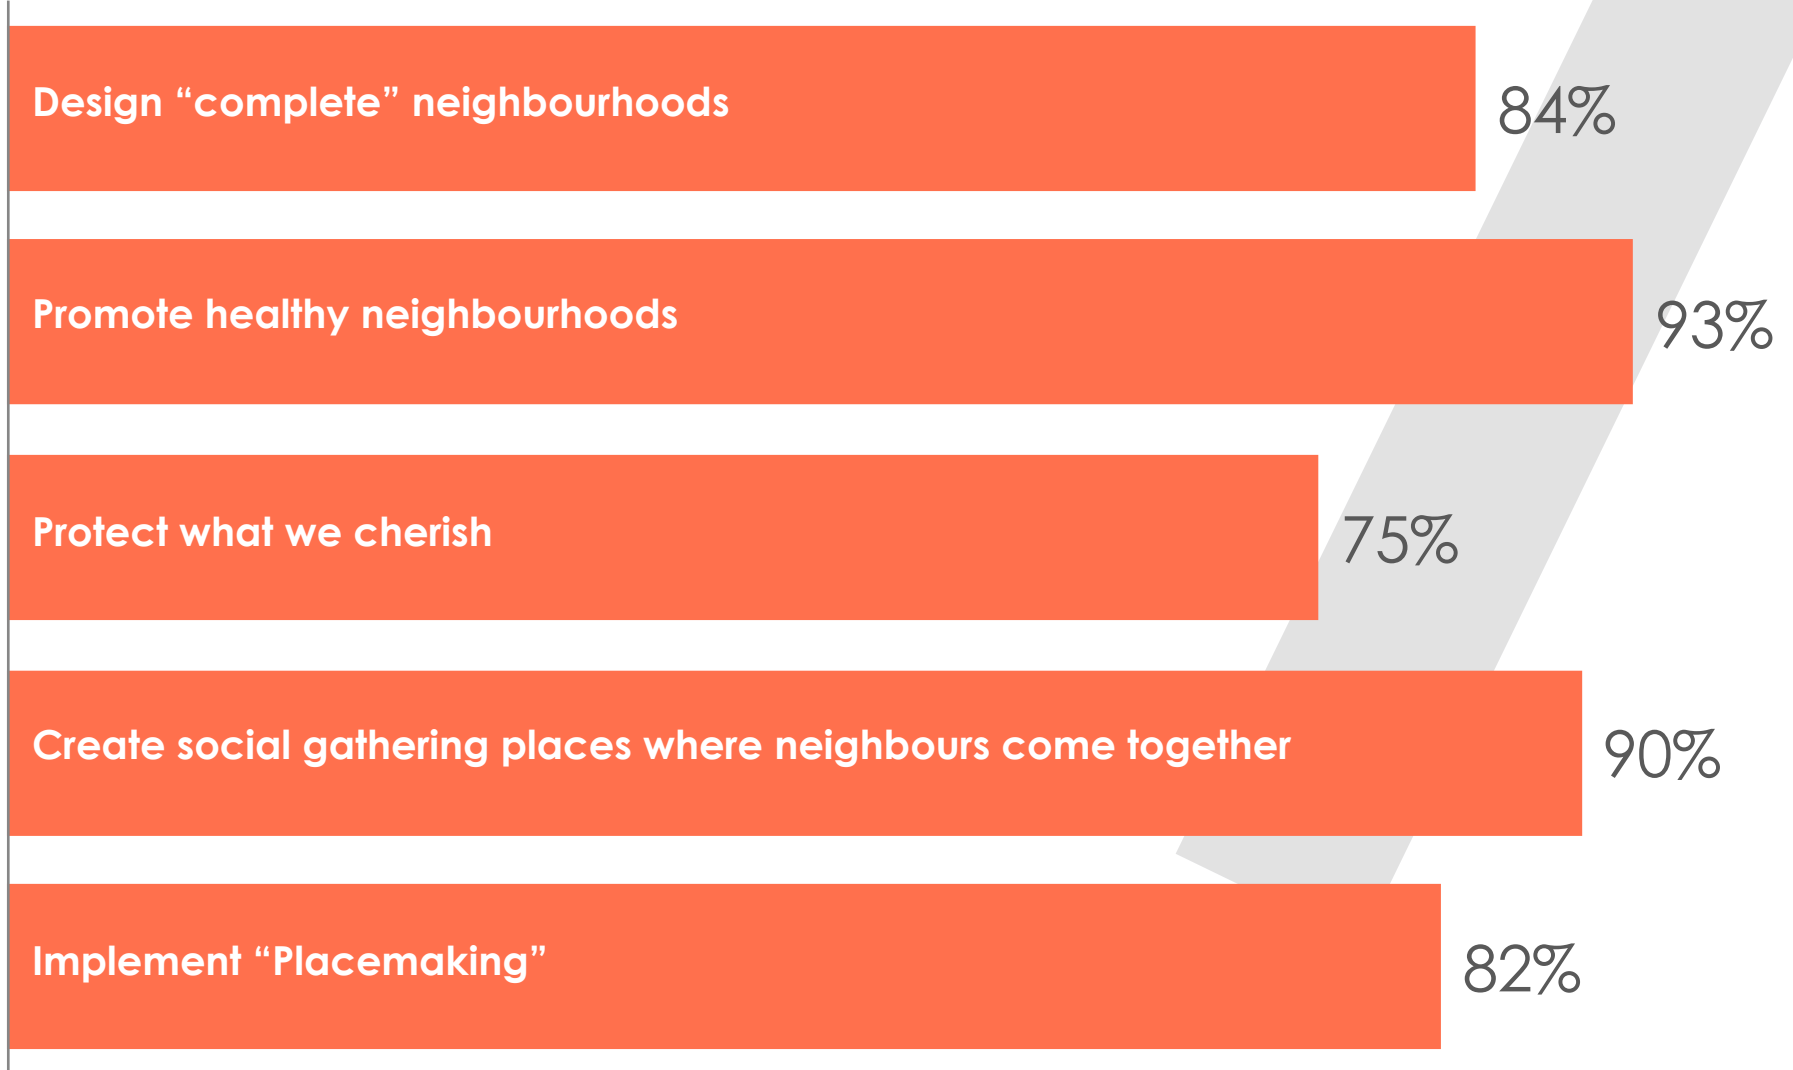 Design “complete” neighbourhoods
84%
Promote healthy neighbourhoods
93%
Protect what we cherish
75%
Create social gathering places where neighbours come together
90%
Implement “Placemaking”
82%